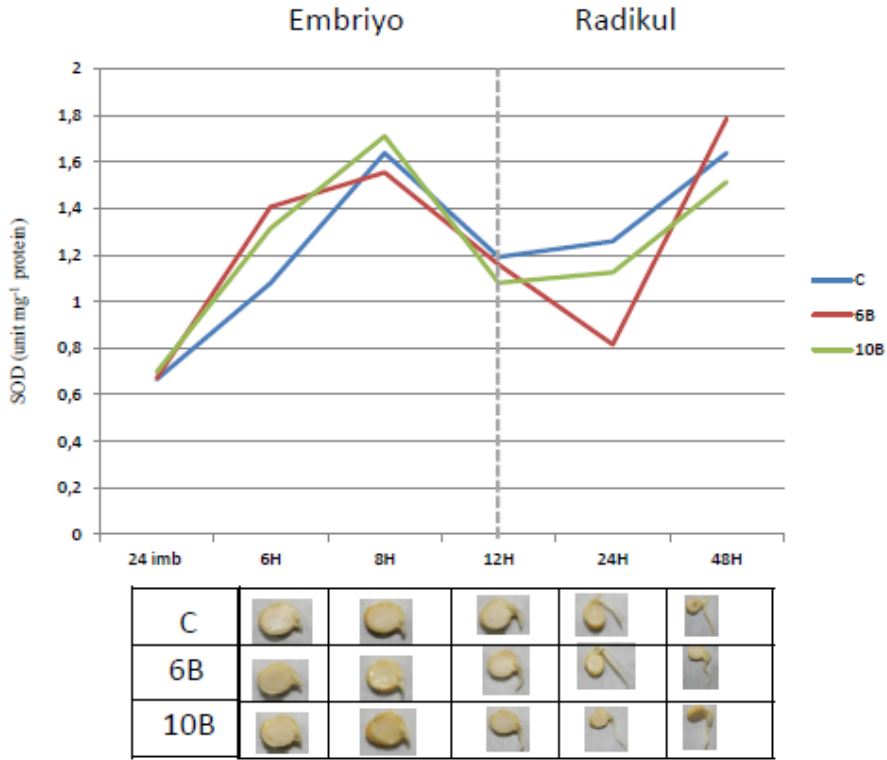 Embriyo Radikul
2
1,8
1,6
1,4
1,2
1
0,8
0,6
0,4
0,2
0
SOD (unit mg⁻¹ protein)
24 imb 6H 8H 12H 24H 48H
C
6B
10B
C
6B
10B